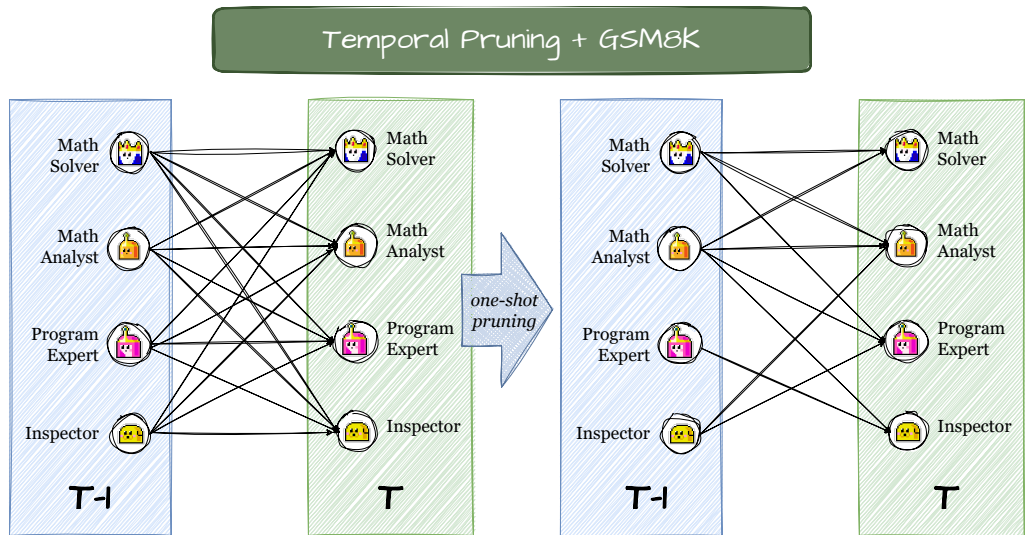 Temporal Pruning + GSM8K
Math
Solver
Math
Analyst
Program
Expert
Inspector
T-1
Math
Solver
Math
Analyst
Program
Expert
Inspector
T
one-shot
pruning
Math
Solver
Math
Analyst
Program
Expert
Inspector
T-1
Math
Solver
Math
Analyst
Program
Expert
Inspector
T